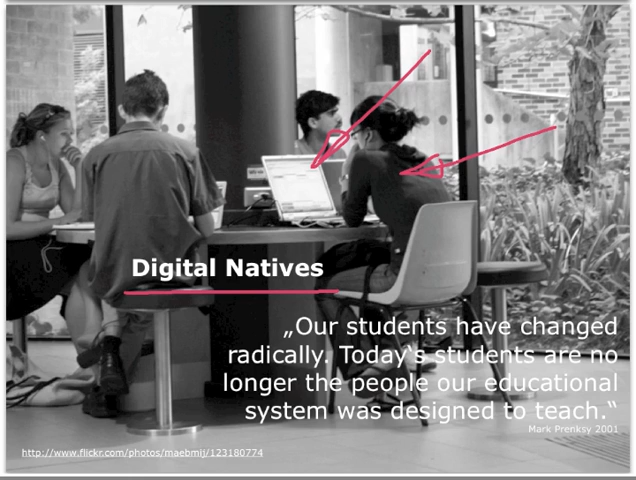 Digital Natives
„Our students have changed
radically. Today‘s students are no
longer the people our educational
system was designed to teach.“
Mark Prenksy 2001
http://www.flickr.com/photos/maebmij/123180774